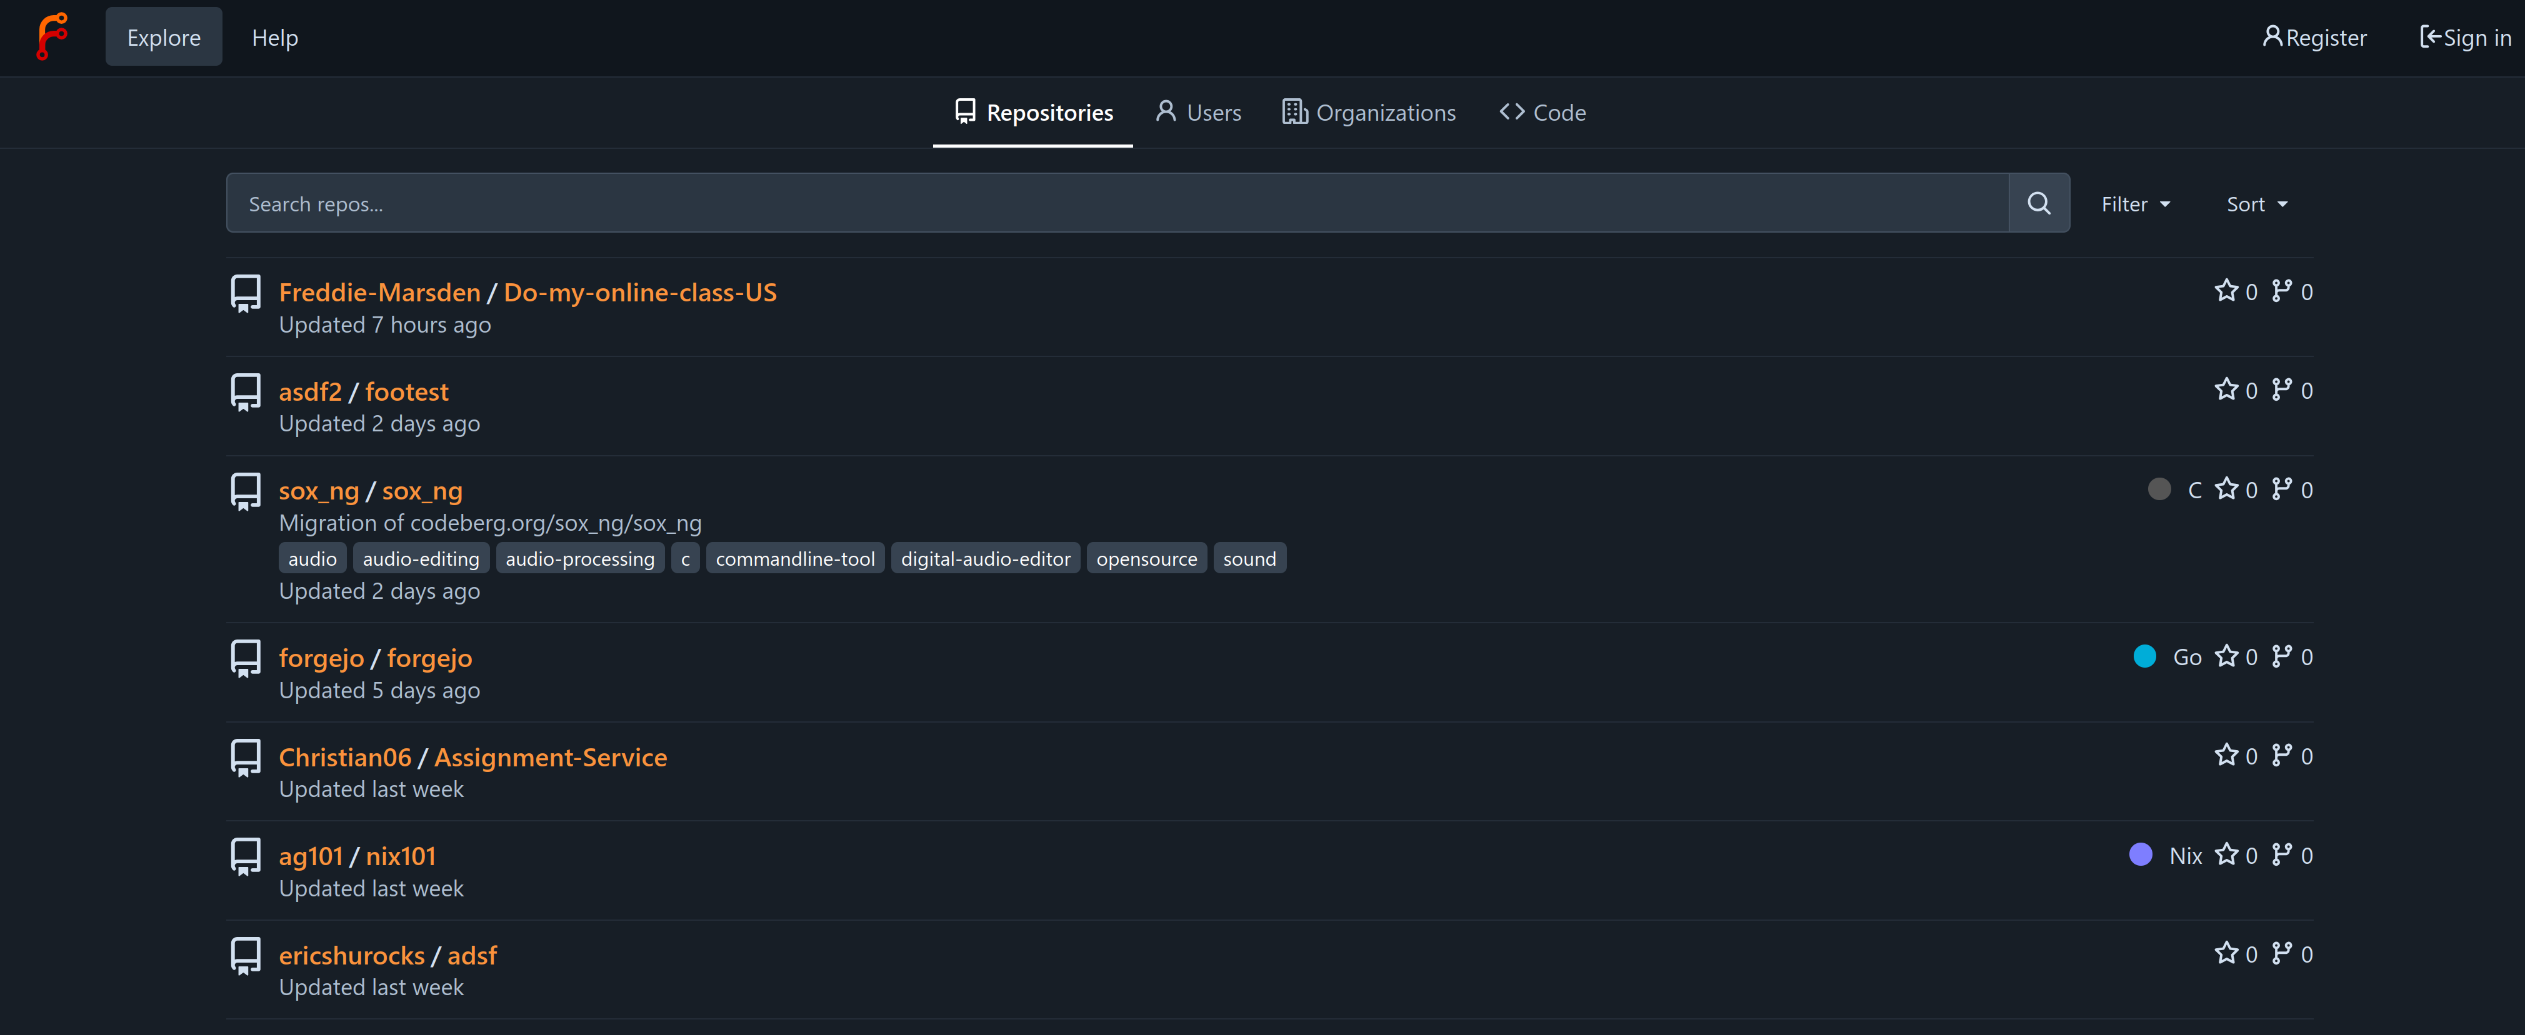 Explore Help Register Sign in
Repositories Users Organizations Code
Search repos... Filter Sort
Freddie-Marsden / Do-my-online-class-US 0 0
Updated 7 hours ago
asdf2 / footest 0 0
Updated 2 days ago
sox_ng / sox_ng C 0 0
Migration of codeberg.org/sox_ng/sox_ng
audio audio-editing audio-processing c commandline-tool digital-audio-editor opensource sound
Updated 2 days ago
forgejo / forgejo Go 0 0
Updated 5 days ago
Christian06 / Assignment-Service 0 0
Updated last week
ag101 / nix101 Nix 0 0
Updated last week
ericshurocks / adsf 0 0
Updated last week